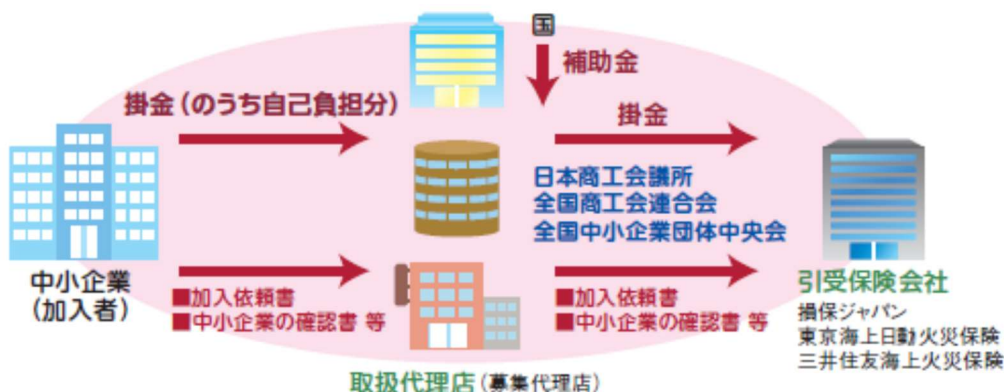 国
補助金
掛金（のうち自己負担分）
掛金
日本商工会議所
全国商工会連合会
全国中小企業団体中央会
中小企業
（加入者）
■加入依頼書
■中小企業の確認書 等
■加入依頼書
■中小企業の確認書 等
引受保険会社
損保ジャパン
東京海上日動火災保険
三井住友海上火災保険
取扱代理店（募集代理店）